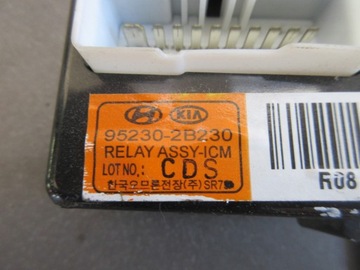 HYUNDAI KIA
95230-2B230
RELAY ASSY-ICM
LOT NO,: CDS
한국오므론전장(주) SR7
R08